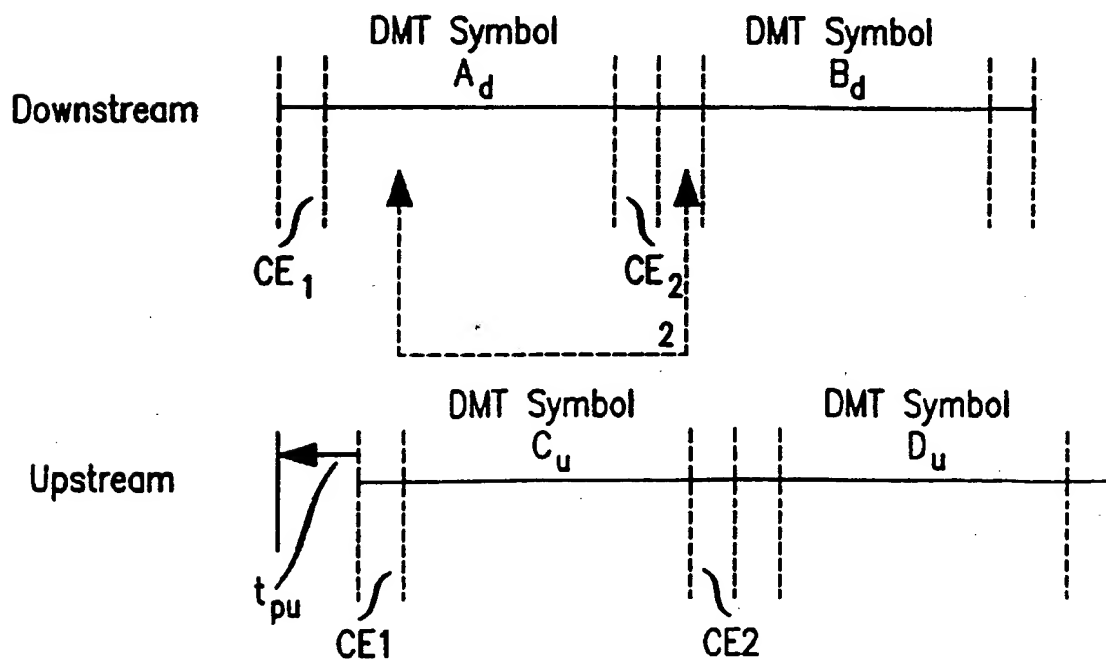 DMT Symbol
A_d
DMT Symbol
B_d
Downstream
CE_1
CE_2
2
DMT Symbol
C_u
DMT Symbol
D_u
Upstream
t_pu
CE1
CE2